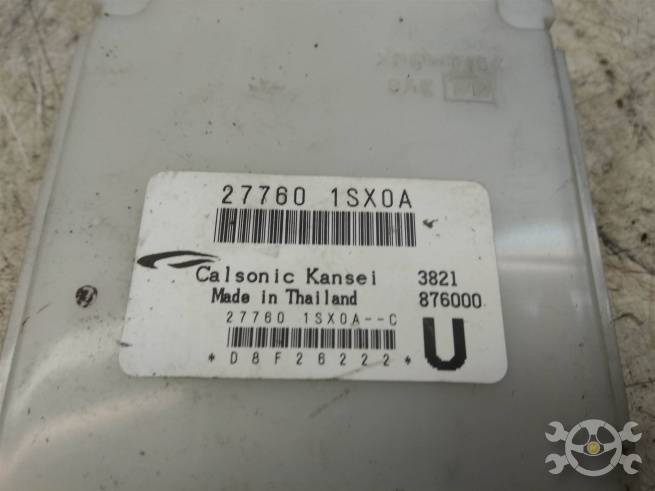 27760 1SX0A
Calsonic Kansei 3821
Made in Thailand 876000
27760 1SX0A--C
*D8F26222*
U